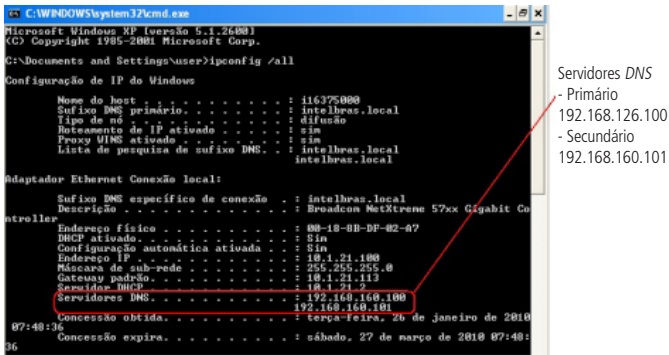 C:\WINDOWS\system32\cmd.exe
Microsoft Windows XP [versão 5.1.2600]
(C) Copyright 1985-2001 Microsoft Corp.
C:\Documents and Settings\user>ipconfig /all
Configuração de IP do Windows
Nome do host . . . . . . . . . . . : i16375000
Sufixo DNS primário. . . . . . . . : intelbras.local
Tipo de nó . . . . . . . . . . . . : difusão
Roteamento de IP ativado . . . . . : sim
Proxy WINS ativado . . . . . . . . : sim
Lista de pesquisa de sufixo DNS. . : intelbras.local
intelbras.local
Adaptador Ethernet Conexão local:
Sufixo DNS específico de conexão . : intelbras.local
Descrição . . . . . . . . . . . . : Broadcom NetXtreme 57xx Gigabit Co
ntroller
Endereço físico . . . . . . . . . : 00-18-8B-DF-02-A7
DHCP ativado. . . . . . . . . . . : Sim
Configuração automática ativada . . : Sim
Endereço IP . . . . . . . . . . . : 10.1.21.100
Máscara de sub-rede . . . . . . . : 255.255.255.0
Gateway padrão. . . . . . . . . . : 10.1.21.113
Servidor DHCP . . . . . . . . . . : 10.1.21.2
Servidores DNS. . . . . . . . . . : 192.168.160.100
192.168.160.101
Concessão obtida. . . . . . . . . : terça-feira, 26 de janeiro de 2010
07:48:36
Concessão expira. . . . . . . . . : sábado, 27 de março de 2010 07:48:
36
Servidores DNS
- Primário
192.168.126.100
- Secundário
192.168.160.101